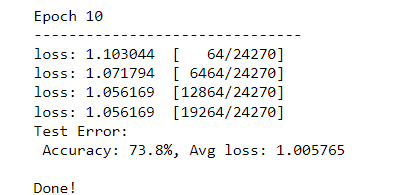 Epoch 10
-------------------------------
loss: 1.103044  [   64/24270]
loss: 1.071794  [ 6464/24270]
loss: 1.056169  [12864/24270]
loss: 1.056169  [19264/24270]
Test Error:
 Accuracy: 73.8%, Avg loss: 1.005765
Done!